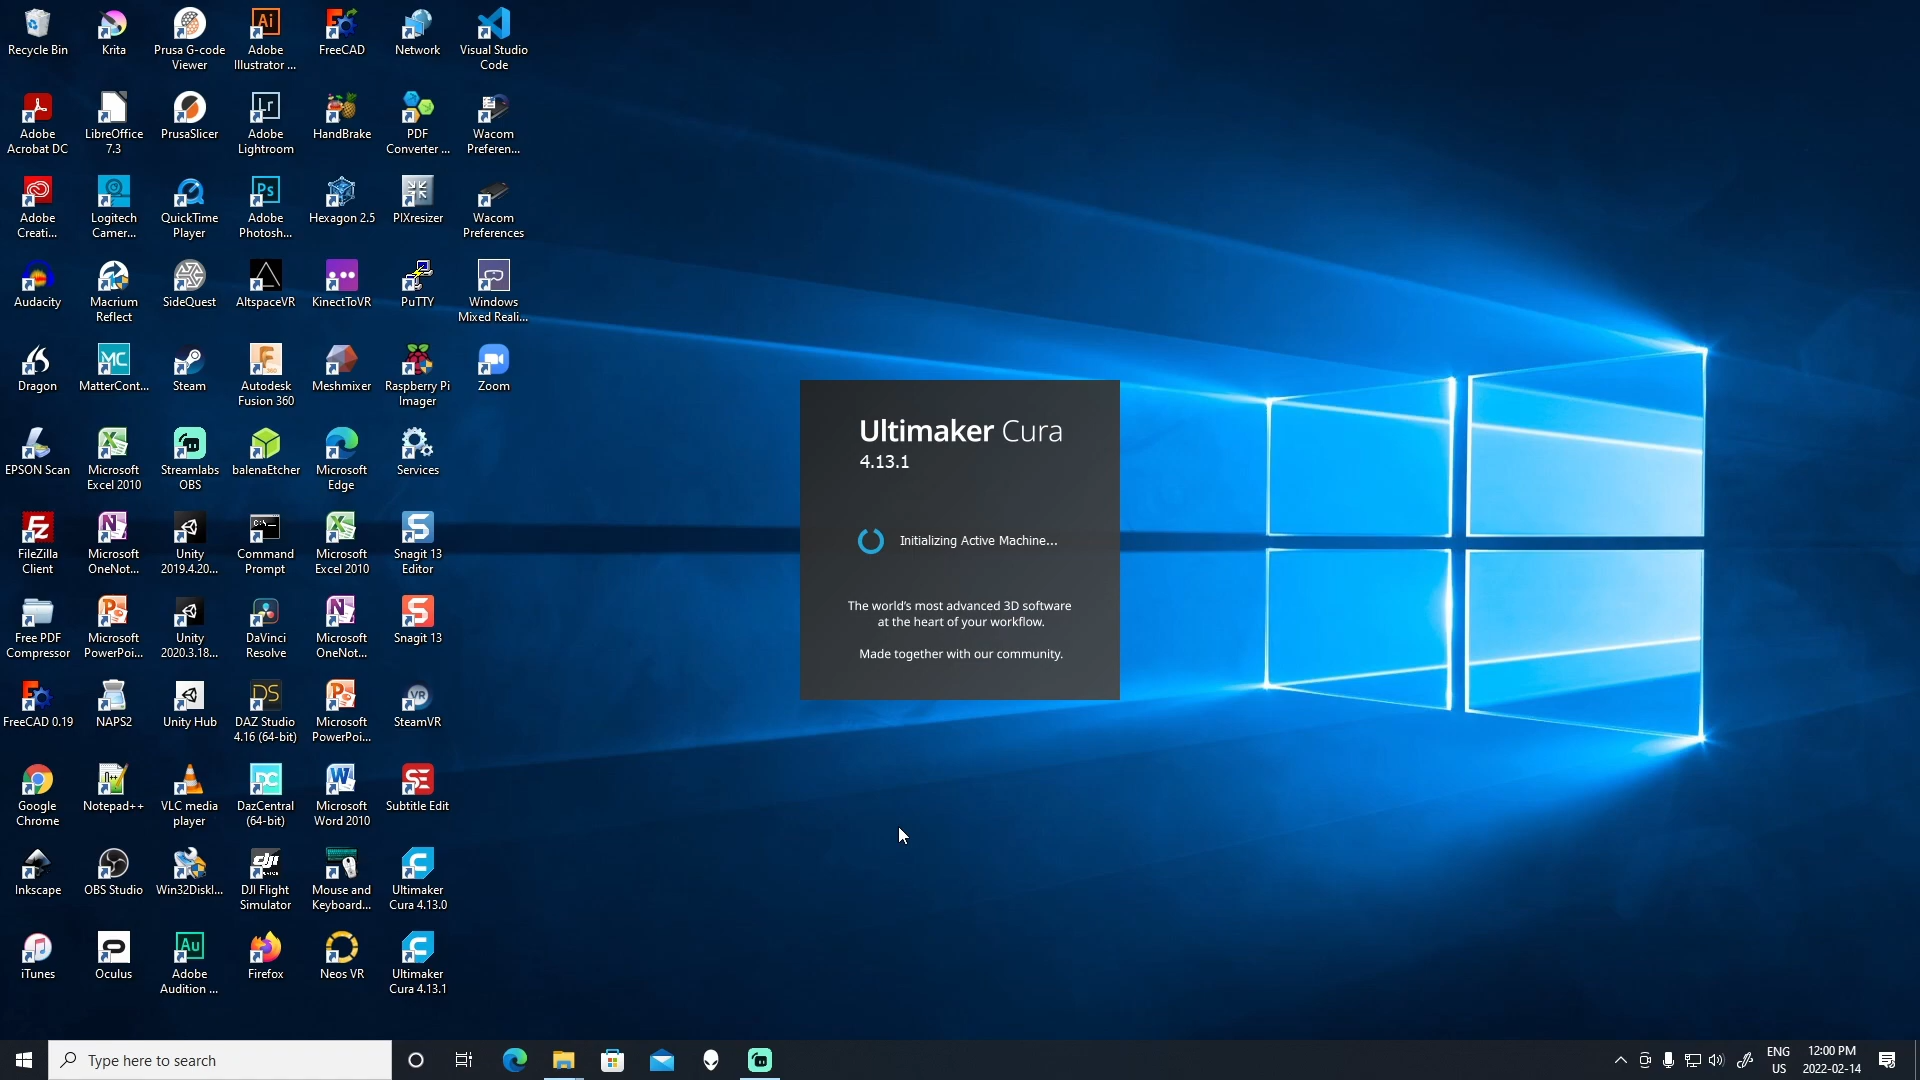 Recycle Bin
Krita
Prusa G-code
Viewer
Adobe
Illustrator ...
FreeCAD
Network
Visual Studio
Code
Adobe
Acrobat DC
LibreOffice
7.3
PrusaSlicer
Adobe
Lightroom
HandBrake
PDF
Converter ...
Wacom
Preferen...
Adobe
Creati...
Logitech
Camer...
QuickTime
Player
Adobe
Photosh...
Hexagon 2.5
PIXresizer
Wacom
Preferences
Audacity
Macrium
Reflect
SideQuest
AltspaceVR
KinectToVR
PuTTY
Windows
Mixed Reali...
Dragon
MatterCont...
Steam
Autodesk
Fusion 360
Meshmixer
Raspberry Pi
Imager
Zoom
EPSON Scan
Microsoft
Excel 2010
Streamlabs
OBS
balenaEtcher
Microsoft
Edge
Services
FileZilla
Client
Microsoft
OneNot...
Unity
2019.4.20...
Command
Prompt
Microsoft
Excel 2010
Snagit 13
Editor
Free PDF
Compressor
Microsoft
PowerPoi...
Unity
2020.3.18...
DaVinci
Resolve
Microsoft
OneNot...
Snagit 13
FreeCAD 0.19
NAPS2
Unity Hub
DAZ Studio
4.16 (64-bit)
Microsoft
PowerPoi...
SteamVR
Google
Chrome
Notepad++
VLC media
player
DazCentral
(64-bit)
Microsoft
Word 2010
Subtitle Edit
Inkscape
OBS Studio
Win32DiskI...
DJI Flight
Simulator
Mouse and
Keyboard...
Ultimaker
Cura 4.13.0
iTunes
Oculus
Adobe
Audition ...
Firefox
Neos VR
Ultimaker
Cura 4.13.1
Ultimaker Cura
4.13.1
Initializing Active Machine...
The world's most advanced 3D software
at the heart of your workflow.
Made together with our community.
Type here to search
ENG
US
12:00 PM
2022-02-14